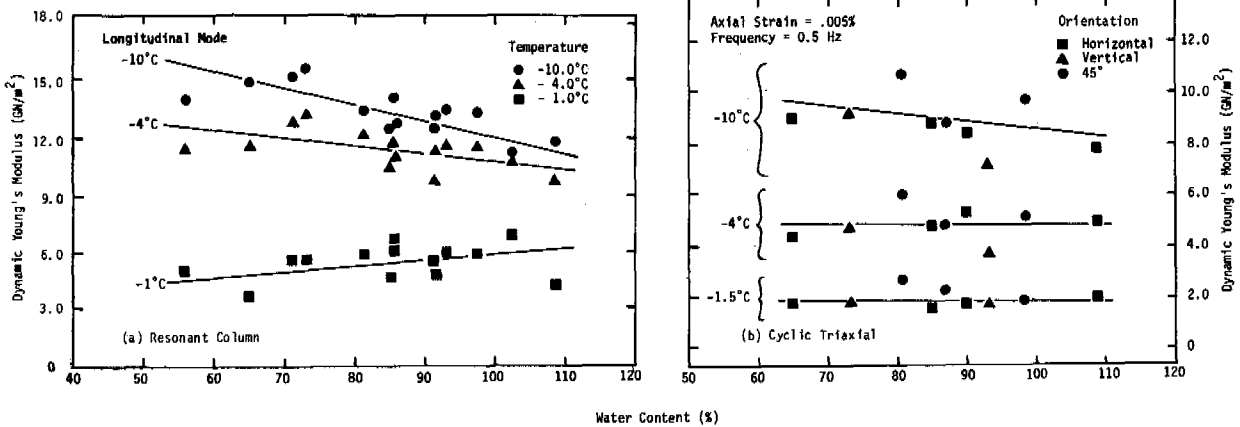 18.0
15.0
12.0
9.0
6.0
3.0
0
Dynamic Young's Modulus (GN/m²)
Longitudinal Mode
Temperature
-10.0°C
- 4.0°C
- 1.0°C
-10°C
-4°C
-1°C
(a) Resonant Column
40 50 60 70 80 90 100 110 120
Axial Strain = .005%
Frequency = 0.5 Hz
Orientation
Horizontal
Vertical
45°
-10°C
-4°C
-1.5°C
(b) Cyclic Triaxial
12.0
10.0
8.0
6.0
4.0
2.0
0
Dynamic Young's Modulus (GN/m²)
50 60 70 80 90 100 110 120
Water Content (%)